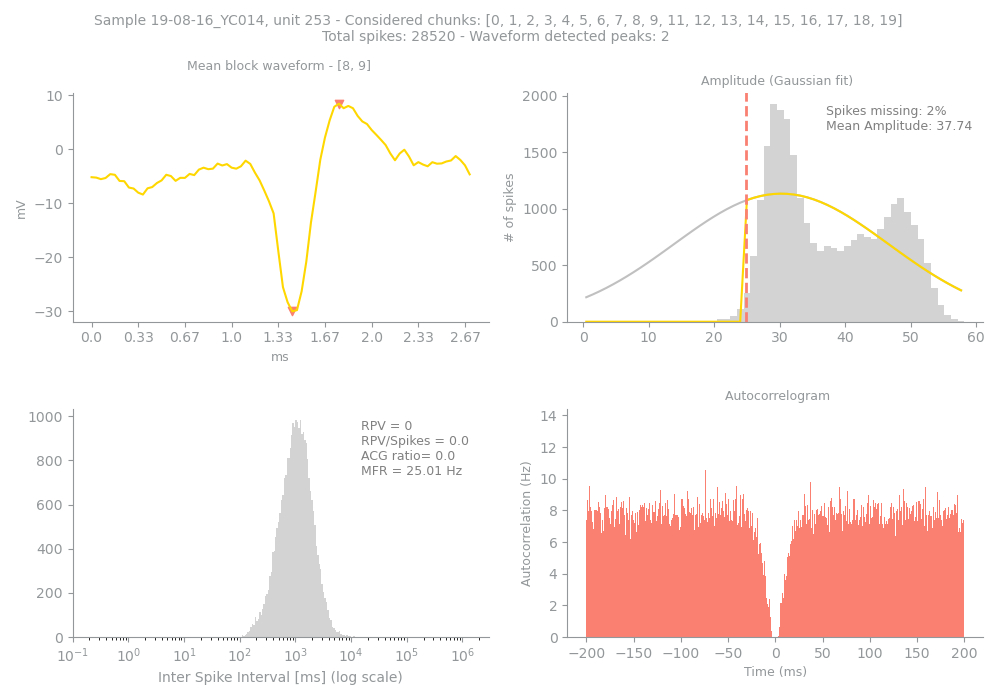 Sample 19-08-16_YC014, unit 253 - Considered chunks: [0, 1, 2, 3, 4, 5, 6, 7, 8, 9, 11, 12, 13, 14, 15, 16, 17, 18, 19]
Total spikes: 28520 - Waveform detected peaks: 2
Mean block waveform - [8, 9]
10
0
−10
−20
−30
mV
0.0 0.33 0.67 1.0 1.33 1.67 2.0 2.33 2.67
ms
Amplitude (Gaussian fit)
Spikes missing: 2%
Mean Amplitude: 37.74
2000
1500
1000
500
0
# of spikes
0 10 20 30 40 50 60
RPV = 0
RPV/Spikes = 0.0
ACG ratio= 0.0
MFR = 25.01 Hz
1000
800
600
400
200
0
10⁻¹ 10⁰ 10¹ 10² 10³ 10⁴ 10⁵ 10⁶
Inter Spike Interval [ms] (log scale)
Autocorrelogram
14
12
10
8
6
4
2
0
Autocorrelation (Hz)
−200 −150 −100 −50 0 50 100 150 200
Time (ms)